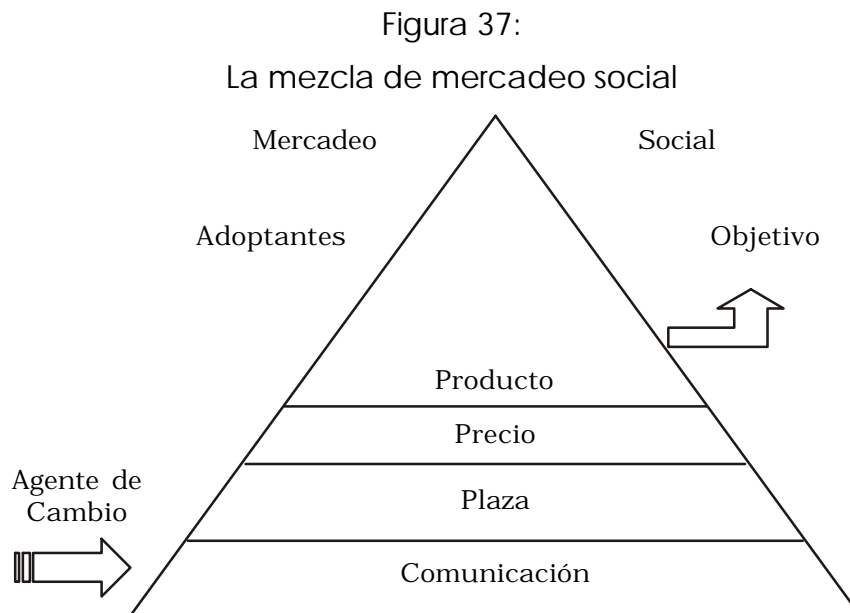 Figura 37:
La mezcla de mercadeo social
Mercadeo
Social
Adoptantes
Objetivo
Producto
Precio
Agente de
Cambio
Plaza
Comunicación